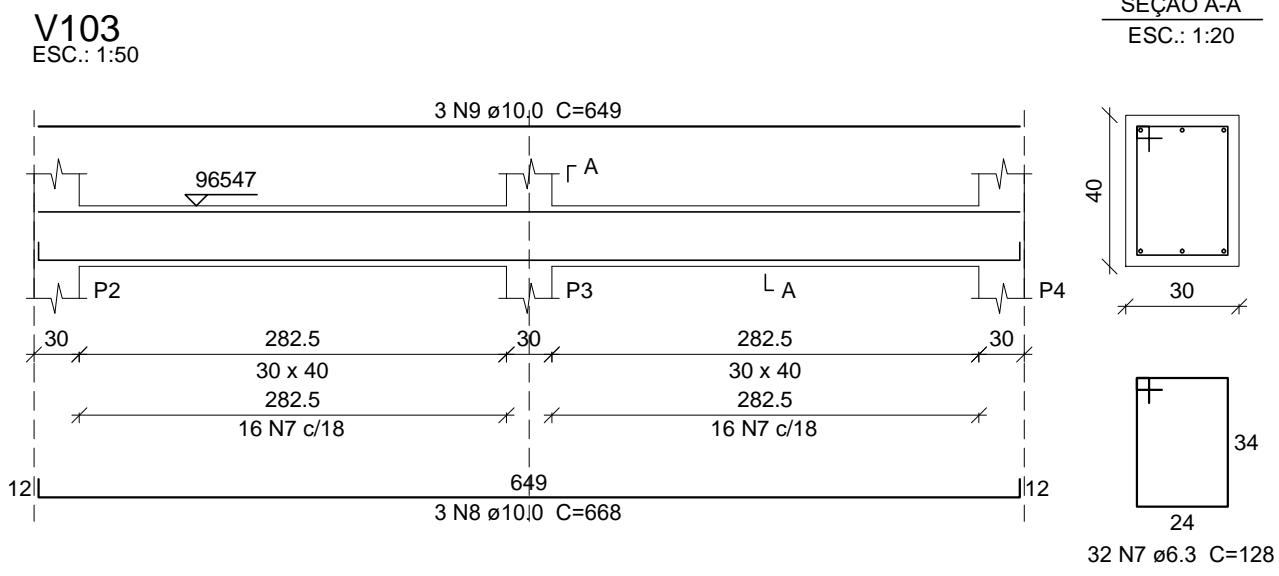 V103
ESC.: 1:50
SEÇÃO A-A
ESC.: 1:20
3 N9 ø10.0 C=649
A
96547
P2
P3
A
P4
30
282.5
30
282.5
30
30 x 40
30 x 40
282.5
282.5
16 N7 c/18
16 N7 c/18
12
649
12
3 N8 ø10.0 C=668
40
30
34
24
32 N7 ø6.3 C=128